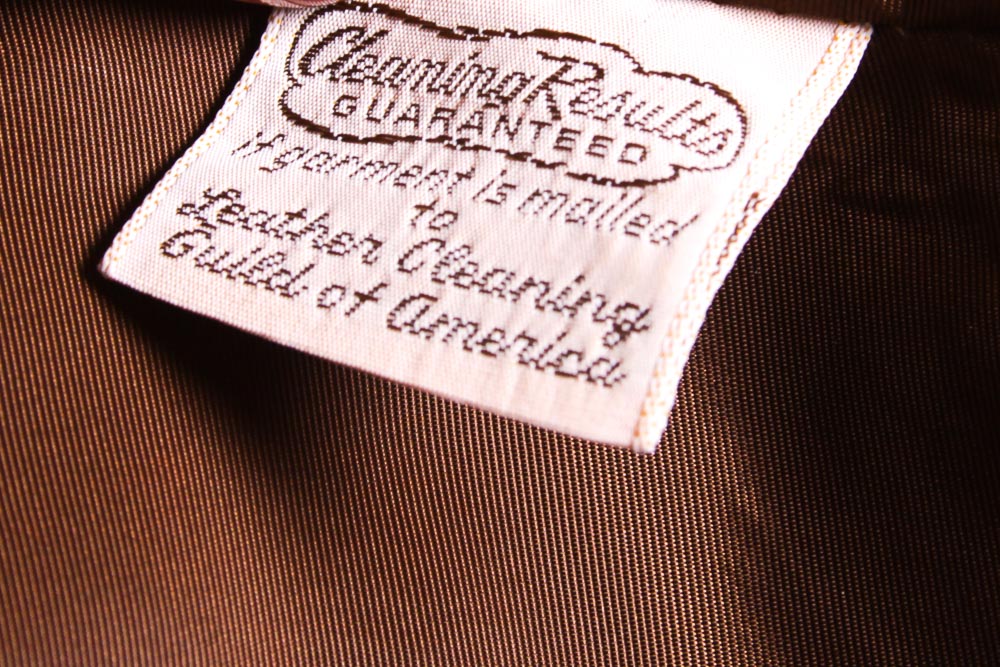 Cleaning Results
GUARANTEED
if garment is mailed
to
Leather Cleaning
Guild of America